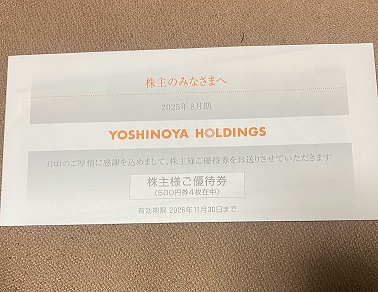 株主のみなさまへ
2025年8月期
YOSHINOYA HOLDINGS
日頃のご厚情に感謝を込めまして、株主様ご優待券をお送りさせていただきます
株主様ご優待券
(500円券4枚在中)
有効期限 2026年11月30日まで